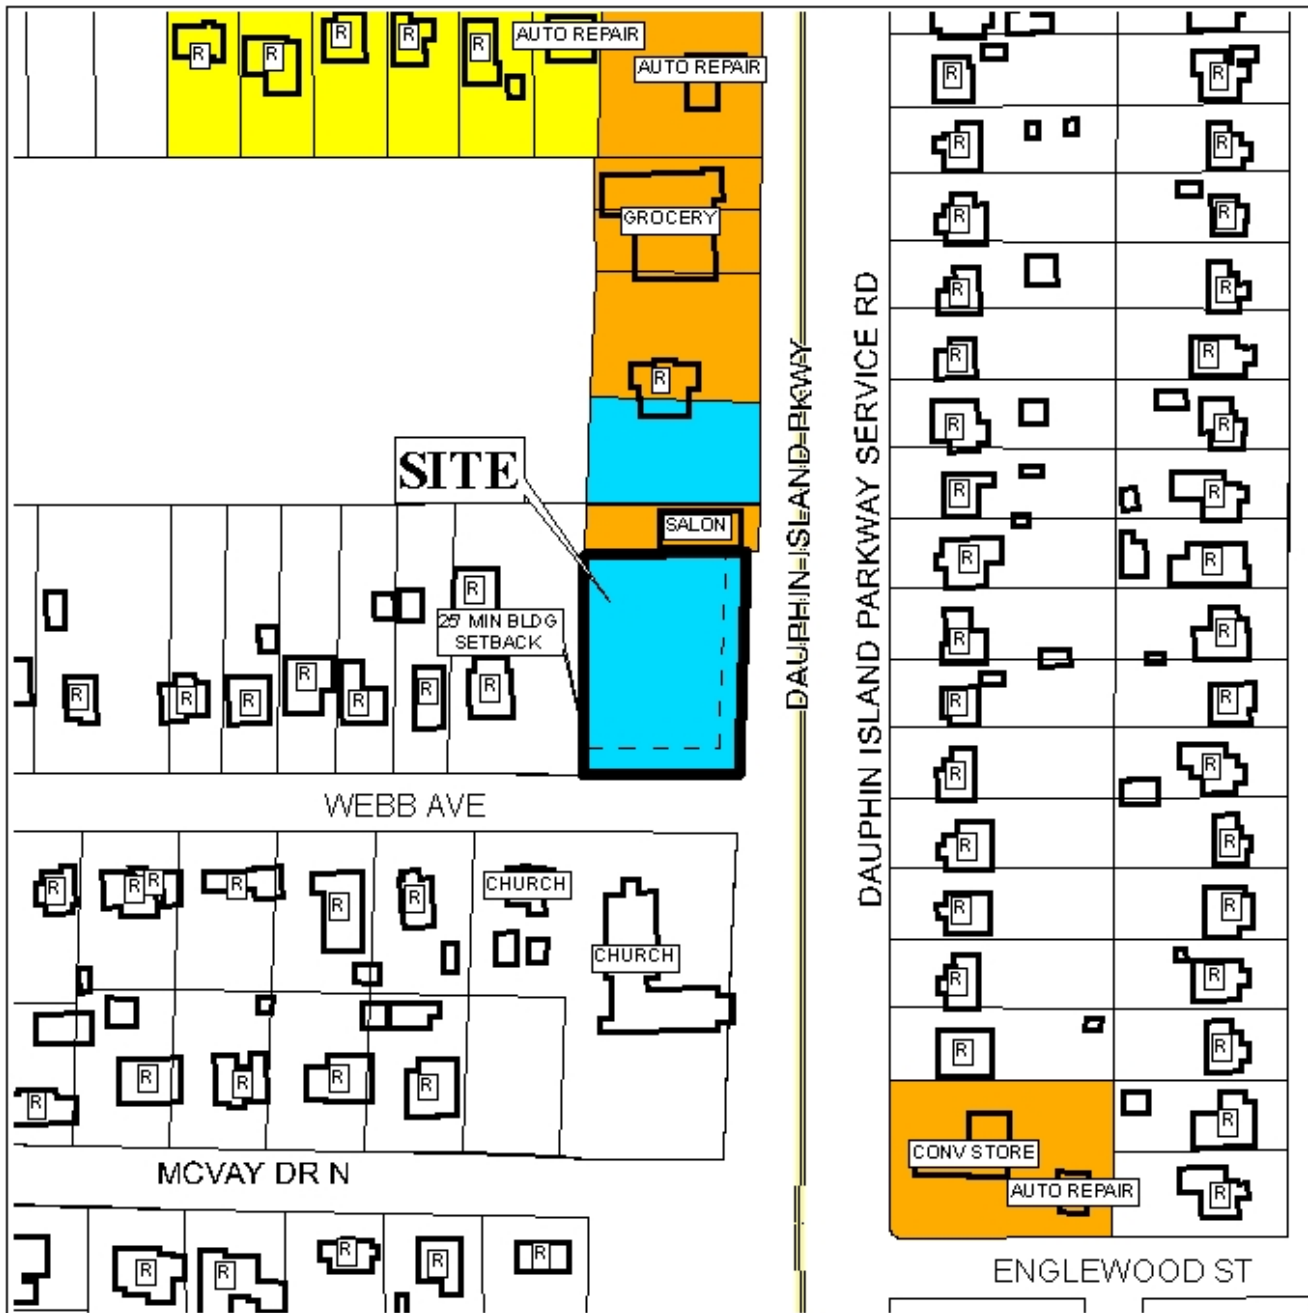 R R R R R AUTO REPAIR
AUTO REPAIR
R R
R R
GROCERY
R R
R R
R
R R
SITE
R R
R R
SALON
R R
R
25' MIN BLDG
SETBACK
R R
R R R R R R R
R R
DAUPHIN ISLAND PKWY
DAUPHIN ISLAND PARKWAY SERVICE RD
R R
WEBB AVE
R R
R R R R R R CHURCH
R R
CHURCH
R R
R R
R R R R
R
CONV STORE
R
AUTO REPAIR
R
MCVAY DR N
R R R R R
ENGLEWOOD ST